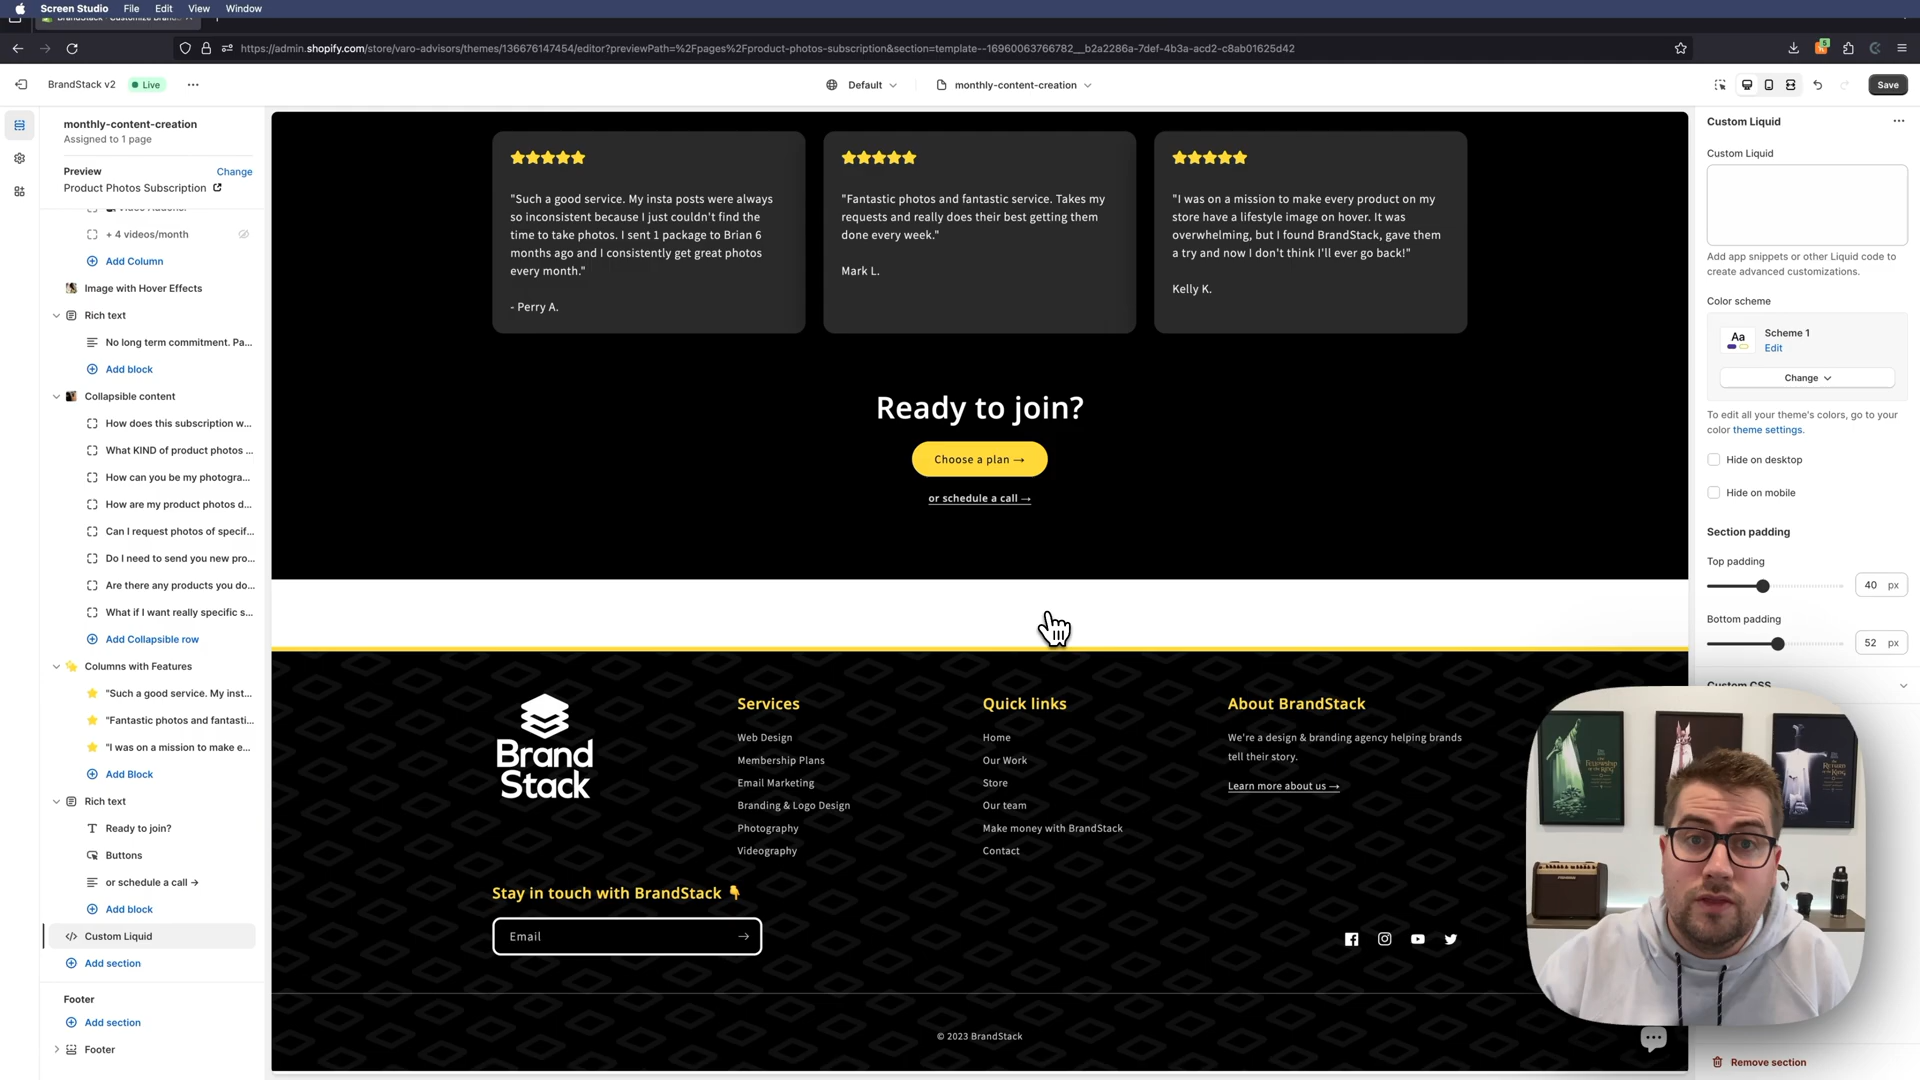 Screen Studio File Edit View Window
https://admin.shopify.com/store/varo-advisors/themes/136676147454/editor?previewPath=%2Fpages%2Fproduct-photos-subscription&section=template--16960063766782__b2a2286a-7def-4b3a-acd2-c8ab01625d42
5
BrandStack v2
Live
Default
monthly-content-creation
Save
monthly-content-creation
Assigned to 1 page
Preview
Change
Product Photos Subscription
+ 4 videos/month
Add Column
Image with Hover Effects
Rich text
No long term commitment. Pa...
Add block
Collapsible content
How does this subscription w...
What KIND of product photos ...
How can you be my photogra...
How are my product photos d...
Can I request photos of specif...
Do I need to send you new pro...
Are there any products you do...
What if I want really specific s...
Add Collapsible row
Columns with Features
"Such a good service. My inst...
"Fantastic photos and fantasti...
"I was on a mission to make e...
Add Block
Rich text
Ready to join?
Buttons
or schedule a call →
Add block
Custom Liquid
Add section
Footer
Add section
Footer
"Such a good service. My insta posts were always
so inconsistent because I just couldn't find the
time to take photos. I sent 1 package to Brian 6
months ago and I consistently get great photos
every month."
- Perry A.
"Fantastic photos and fantastic service. Takes my
requests and really does their best getting them
done every week."
Mark L.
"I was on a mission to make every product on my
store have a lifestyle image on hover. It was
overwhelming, but I found BrandStack, gave them
a try and now I don't think I'll ever go back!"
Kelly K.
Ready to join?
Choose a plan →
or schedule a call →
Brand
Stack
Services
Web Design
Membership Plans
Email Marketing
Branding & Logo Design
Photography
Videography
Quick links
Home
Our Work
Store
Our team
Make money with BrandStack
Contact
About BrandStack
We're a design & branding agency helping brands
tell their story.
Learn more about us →
Stay in touch with BrandStack
Email
© 2023 BrandStack
Custom Liquid
Custom Liquid
Add app snippets or other Liquid code to
create advanced customizations.
Color scheme
Aa
Scheme 1
Edit
Change
To edit all your theme's colors, go to your
color theme settings.
Hide on desktop
Hide on mobile
Section padding
Top padding
40 px
Bottom padding
52 px
Custom CSS
Remove section